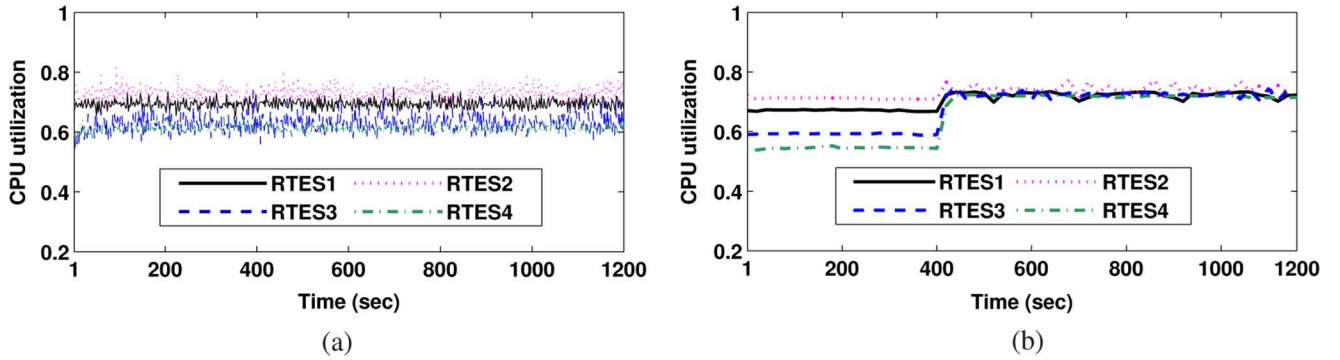 1
0.8
0.6
0.4
0.2
CPU utilization
RTES1 RTES2
RTES3 RTES4
1 200 400 600 800 1000 1200
Time (sec)
(a)
1
0.8
0.6
0.4
0.2
CPU utilization
RTES1 RTES2
RTES3 RTES4
1 200 400 600 800 1000 1200
Time (sec)
(b)